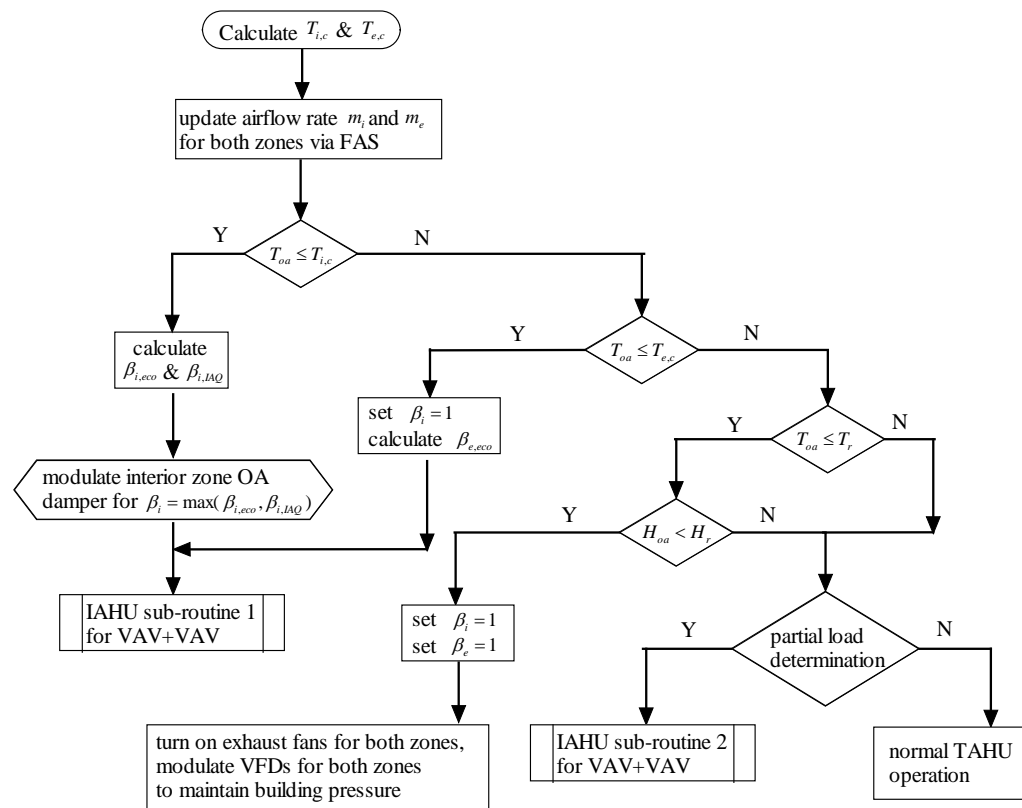 Calculate T_{i,c} & T_{e,c}
update airflow rate m_i and m_e
for both zones via FAS
Y
N
T_{oa} ≤ T_{i,c}
calculate
β_{i,eco} & β_{i,IAQ}
Y
N
T_{oa} ≤ T_{e,c}
set β_i = 1
calculate β_{e,eco}
Y
N
T_{oa} ≤ T_r
modulate interior zone OA
damper for β_i = max(β_{i,eco}, β_{i,IAQ})
Y
N
H_{oa} < H_r
IAHU sub-routine 1
for VAV+VAV
set β_i = 1
set β_e = 1
Y
N
partial load
determination
turn on exhaust fans for both zones,
modulate VFDs for both zones
to maintain building pressure
IAHU sub-routine 2
for VAV+VAV
normal TAHU
operation